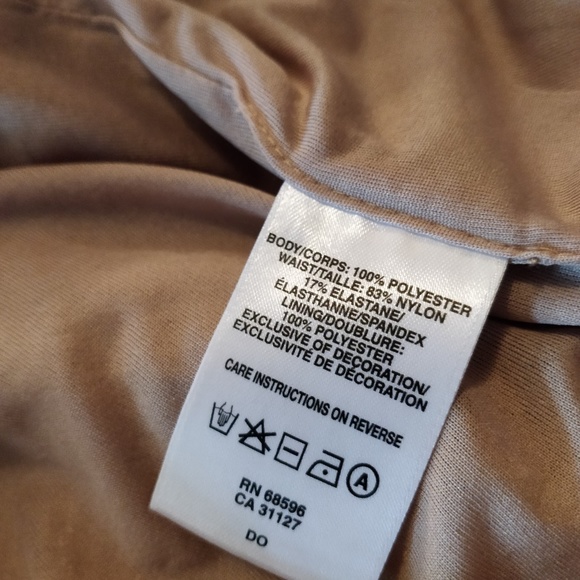 BODY/CORPS: 100% POLYESTER
WAIST/TAILLE: 83% NYLON
17% ELASTANE/
ÉLASTHANNE/SPANDEX
LINING/DOUBLURE:
100% POLYESTER
EXCLUSIVE OF DECORATION/
EXCLUSIVITÉ DE DÉCORATION
CARE INSTRUCTIONS ON REVERSE
A
RN 68596
CA 31127
DO